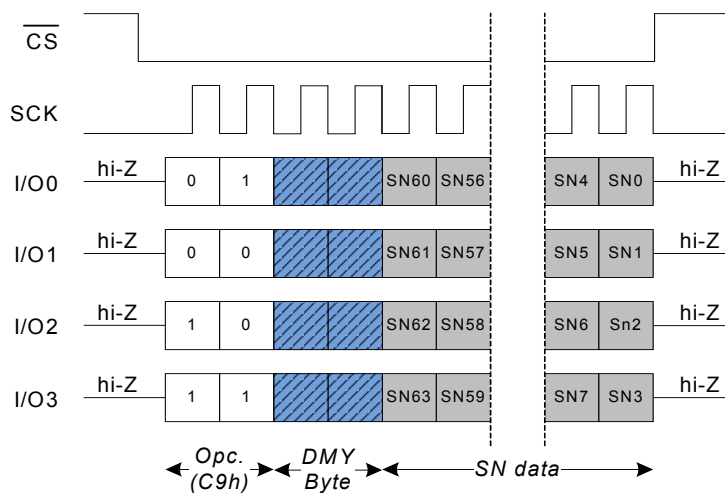 CS
SCK
I/O0 hi-Z 0 1 SN60 SN56 SN4 SN0 hi-Z
I/O1 hi-Z 0 0 SN61 SN57 SN5 SN1 hi-Z
I/O2 hi-Z 1 0 SN62 SN58 SN6 Sn2 hi-Z
I/O3 hi-Z 1 1 SN63 SN59 SN7 SN3 hi-Z
Opc. DMY SN data
(C9h) Byte